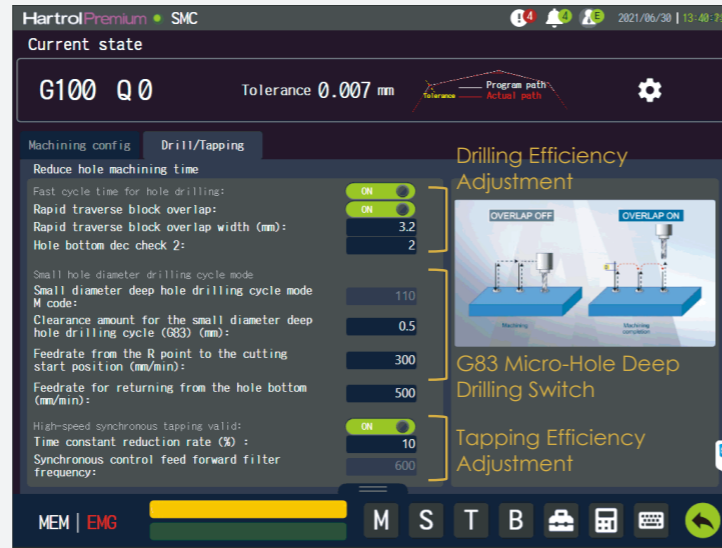 HartrolPremium • SMC
4 4 E 2021/06/30 | 13:40:7
Current state
G100 Q0
Tolerance 0.007 mm
Tolerance
Program path
Actual path
Machining config
Drill/Tapping
Reduce hole machining time
Drilling Efficiency
Adjustment
Fast cycle time for hole drilling: ON
Rapid traverse block overlap: ON
Rapid traverse block overlap width (mm): 3.2
Hole bottom dec check 2: 2
OVERLAP OFF
OVERLAP ON
Machining
Machining
completion
Small hole diameter drilling cycle mode
Small diameter deep hole drilling cycle mode
M code: 110
Clearance amount for the small diameter deep
hole drilling cycle (G83) (mm): 0.5
Feedrate from the R point to the cutting
start position (mm/min): 300
Feedrate for returning from the hole bottom
(mm/min): 500
G83 Micro-Hole Deep
Drilling Switch
High-speed synchronous tapping valid: ON
Time constant reduction rate (%) : 10
Synchronous control feed forward filter
frequency: 600
Tapping Efficiency
Adjustment
MEM | EMG
M S T B